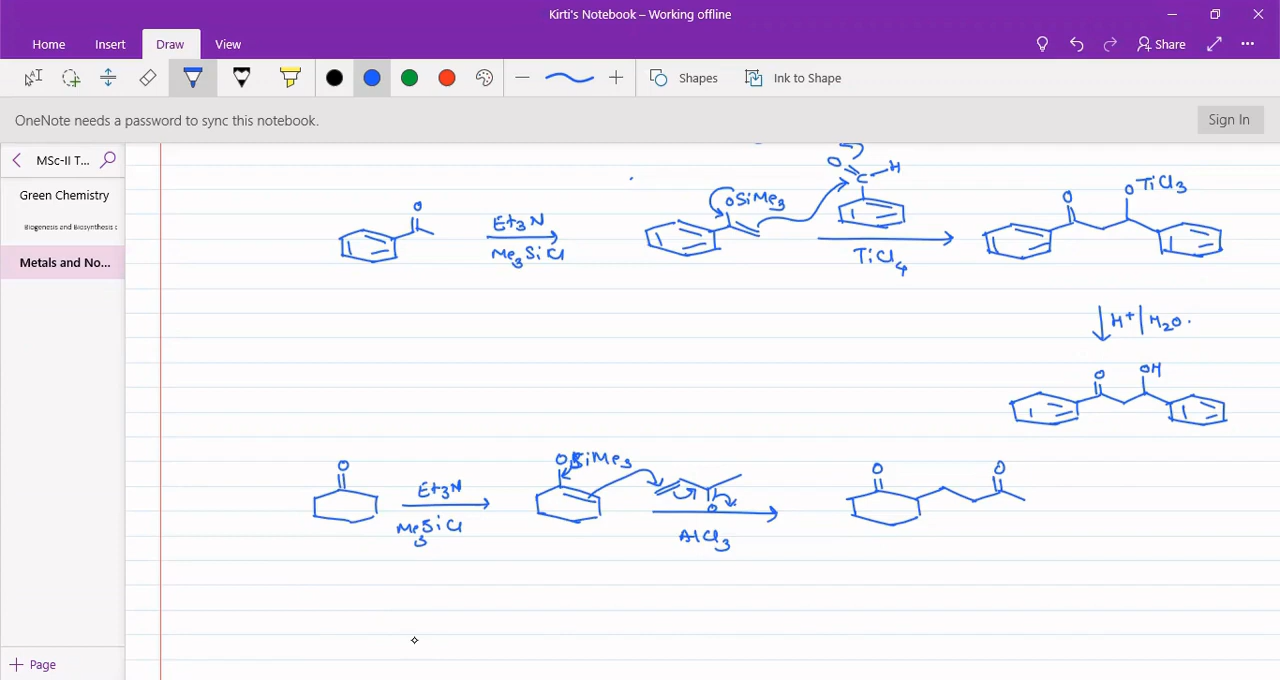 Kirti's Notebook – Working offline
Home Insert Draw View
Share
Shapes
Ink to Shape
OneNote needs a password to sync this notebook.
Sign In
MSc-II T...
Green Chemistry
Biogenesis and Biosynthesis c
Metals and No...
Page
O
Et3N
Me3SiCl
OSiMe3
O
C
H
TiCl4
O
OTiCl3
H+ | H2O.
O
OH
O
Et3N
Me3SiCl
OSiMe3
O
AlCl3
O
O